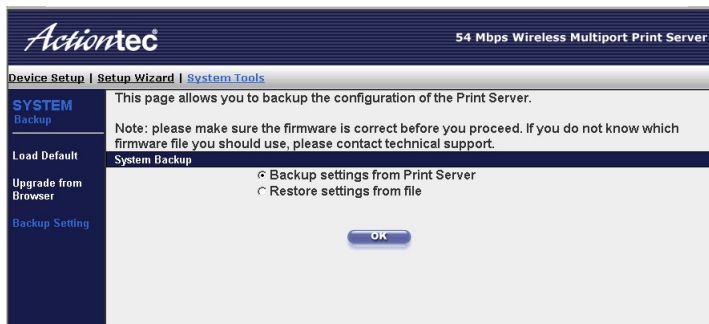 Actiontec
54 Mbps Wireless Multiport Print Server
Device Setup | Setup Wizard | System Tools
SYSTEM
Backup
Load Default
Upgrade from
Browser
Backup Setting
This page allows you to backup the configuration of the Print Server.
Note: please make sure the firmware is correct before you proceed. If you do not know which
firmware file you should use, please contact technical support.
System Backup
Backup settings from Print Server
Restore settings from file
OK